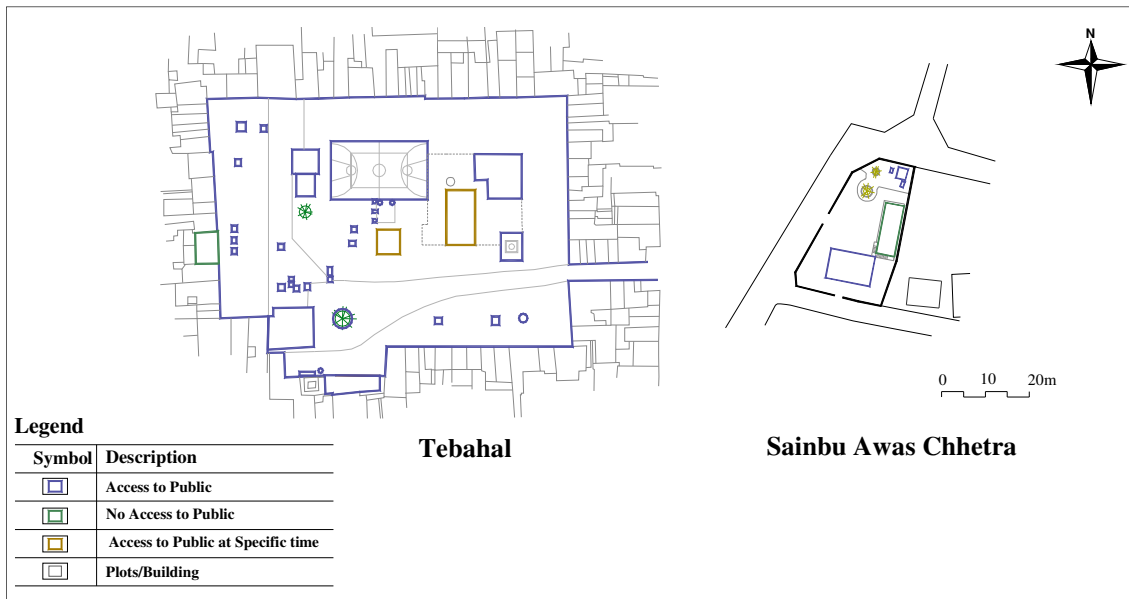 N
0 10 20m
Tebahal
Sainbu Awas Chhetra
Legend
Symbol Description
Access to Public
No Access to Public
Access to Public at Specific time
Plots/Building